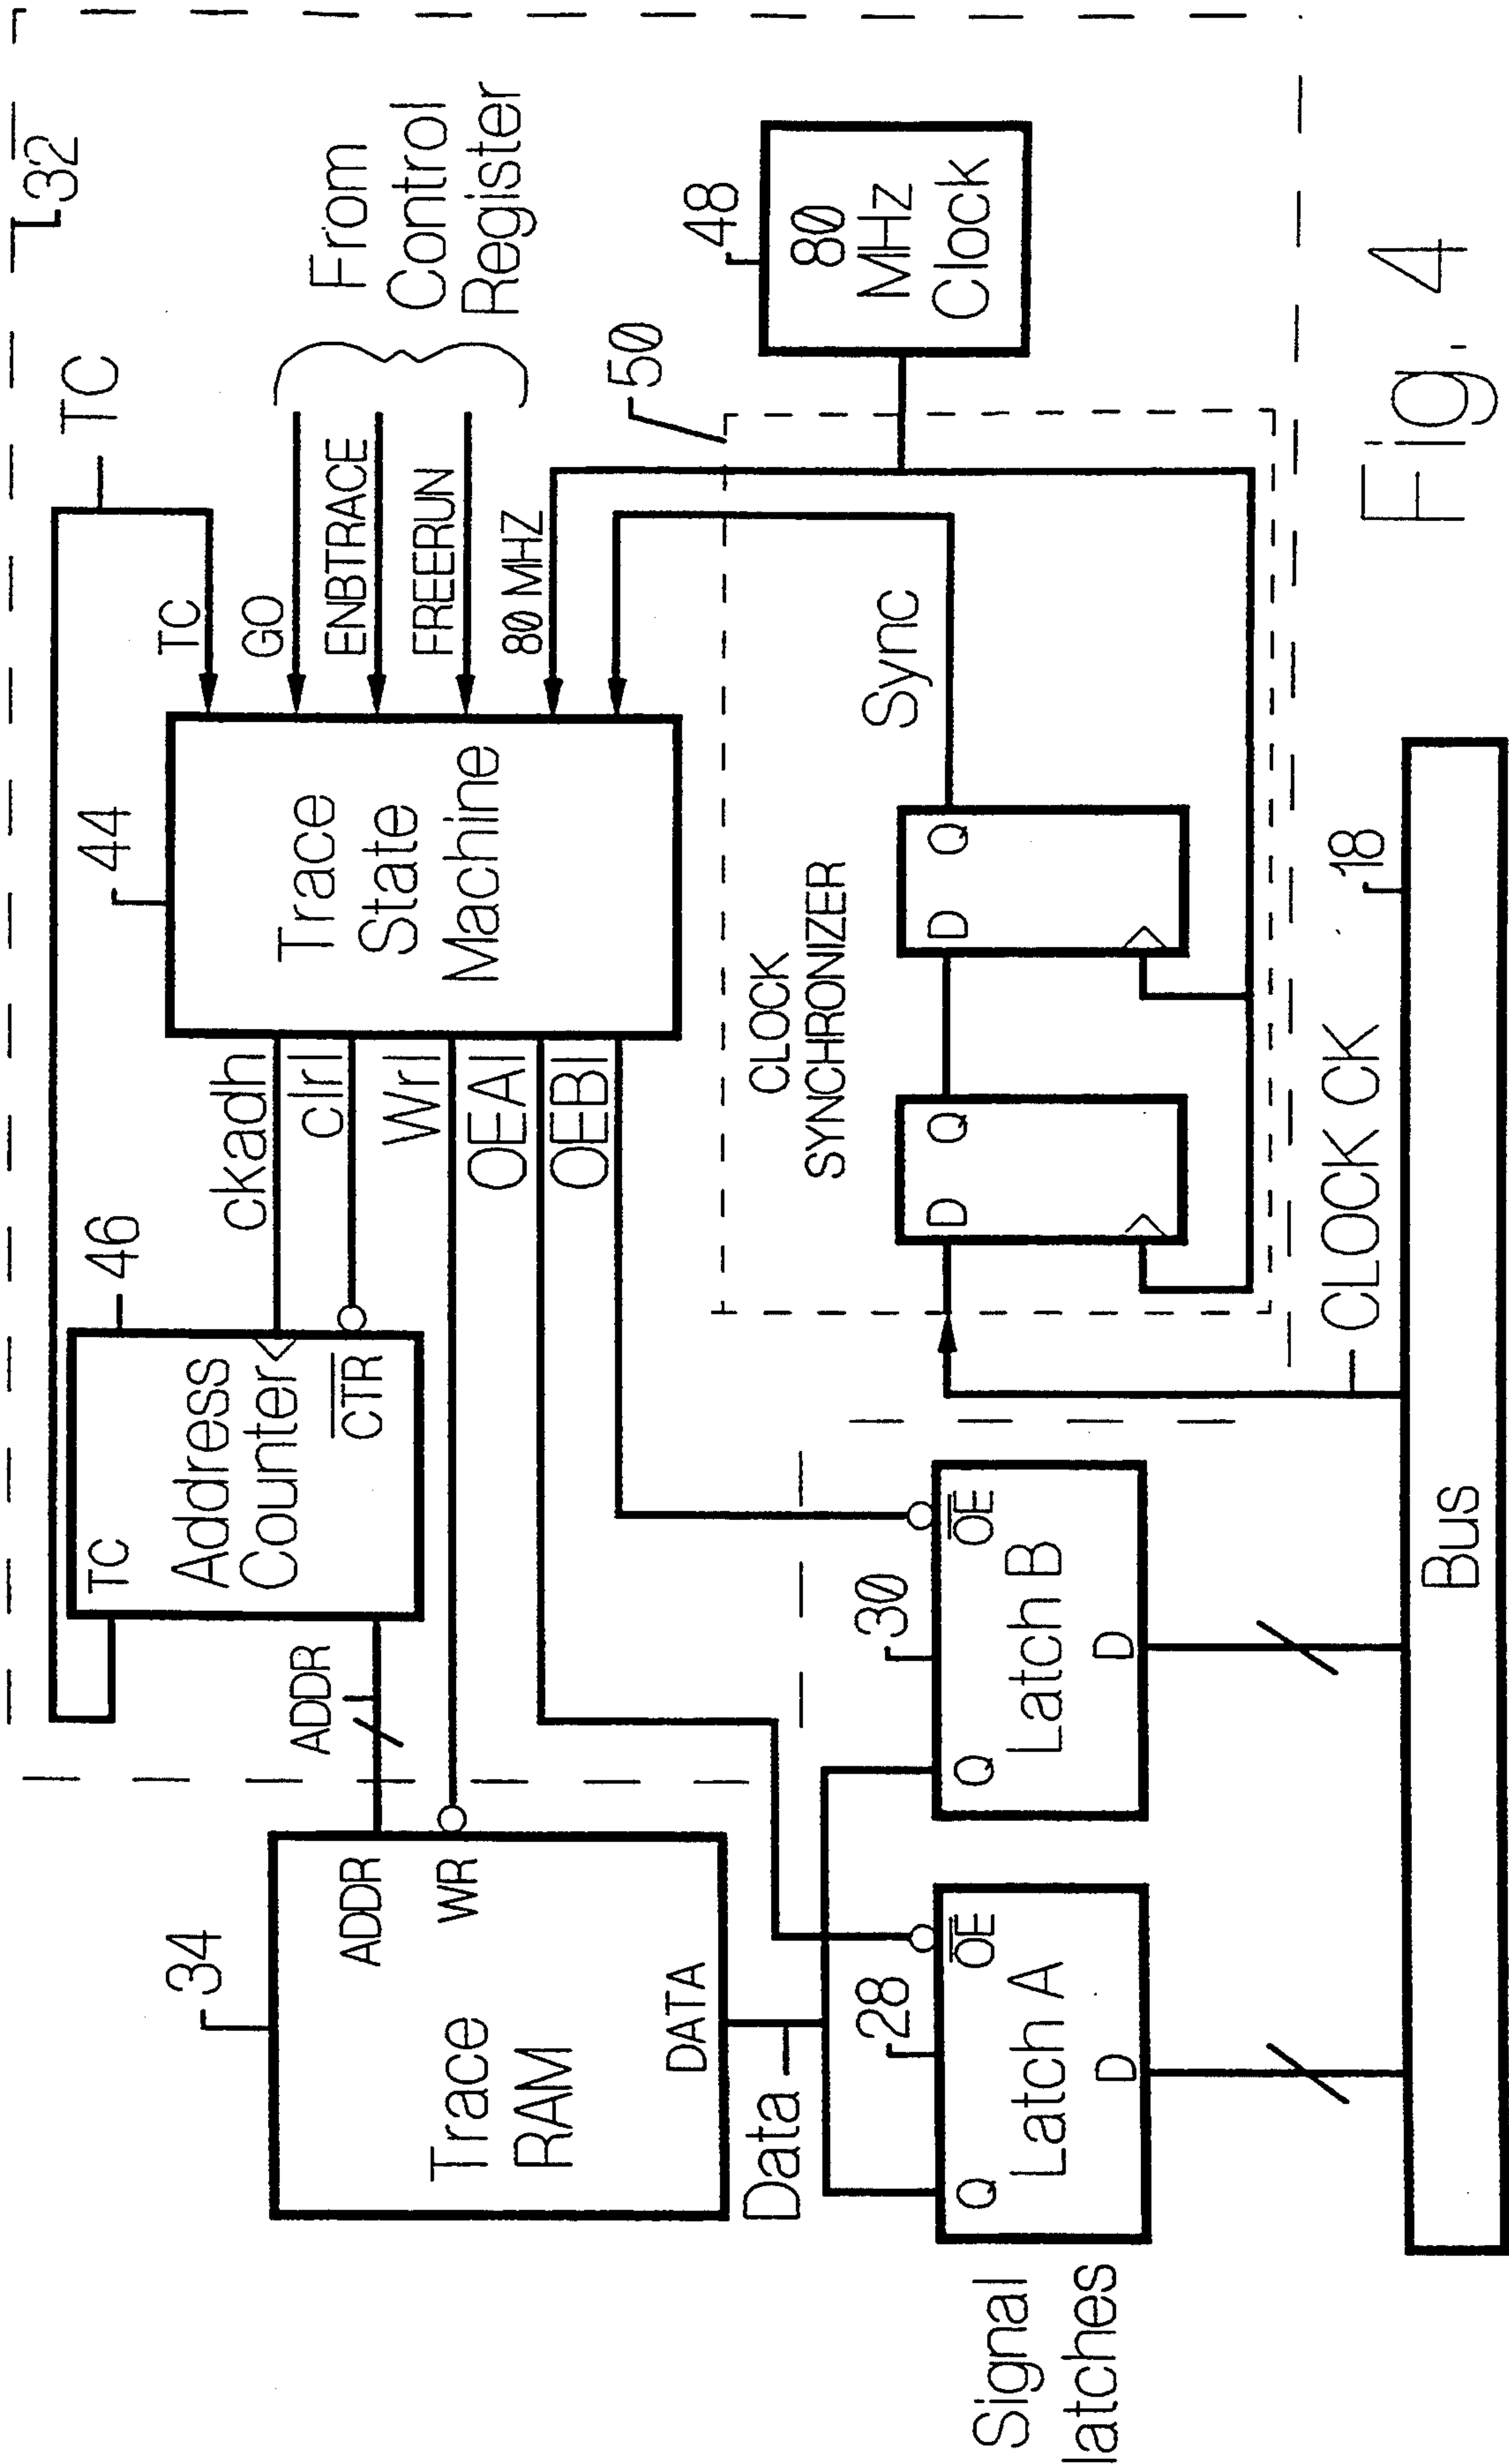 32
TC
TC
GO
ENBTRACE
FREERUN
80 MHZ
From
Control
Register
44
Trace
State
Machine
ckadh
clrl
Wrl
OEAl
OEBl
46
TC
Address
Counter
CTR
ADDR
34
ADDR
WR
Trace
RAM
DATA
Data
50
48
80
MHz
Clock
Sync
CLOCK
SYNCHRONIZER
D
Q
D
Q
28
Q
OE
Latch A
D
30
Q
OE
Latch B
D
Signal
latches
CLOCK CK
18
Bus
Fig. 4